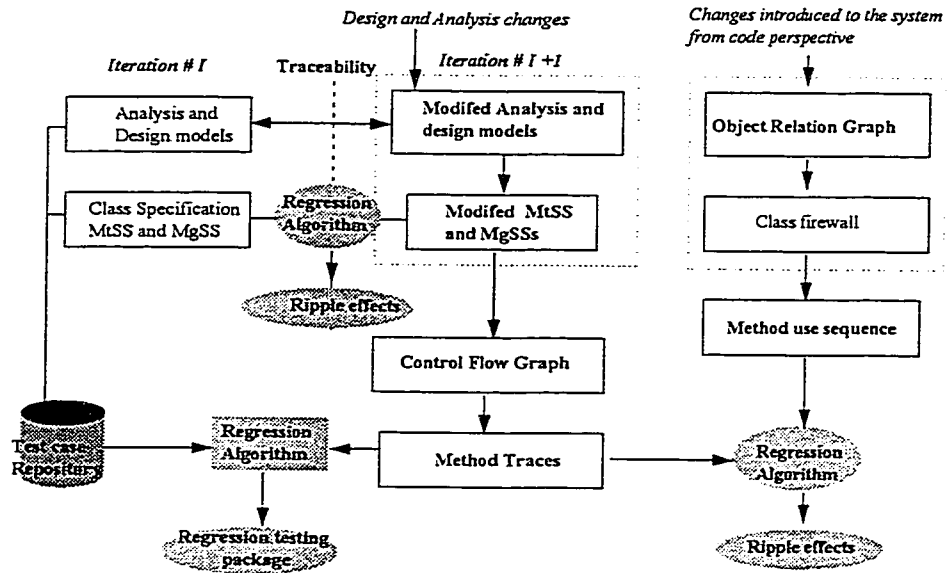 Design and Analysis changes
Changes introduced to the system
from code perspective
Iteration # I
Traceability
Iteration # I +1
Analysis and
Design models
Modifed Analysis and
design models
Object Relation Graph
Class Specification
MtSS and MgSS
Regression
Algorithm
Modifed MtSS
and MgSSs
Class firewall
Ripple effects
Method use sequence
Control Flow Graph
Test case
Repository
Regression
Algorithm
Method Traces
Regression
Algorithm
Regression testing
package
Ripple effects